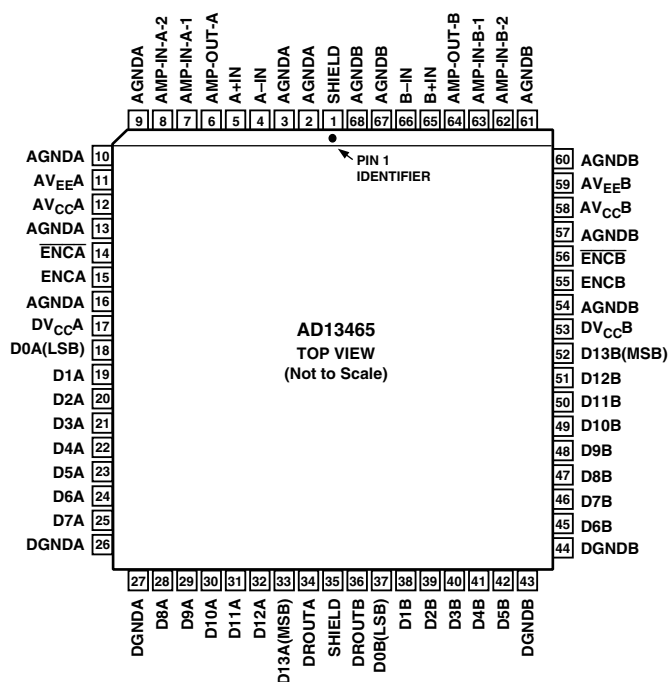 AGNDA
AMP-IN-A-2
AMP-IN-A-1
AMP-OUT-A
A+IN
A–IN
AGNDA
AGNDA
SHIELD
AGNDB
AGNDB
B–IN
B+IN
AMP-OUT-B
AMP-IN-B-1
AMP-IN-B-2
AGNDB
9 8 7 6 5 4 3 2 1 68 67 66 65 64 63 62 61
PIN 1
IDENTIFIER
AGNDA 10
AVEEA 11
AVCCA 12
AGNDA 13
ENCA 14
ENCA 15
AGNDA 16
DVCCA 17
D0A(LSB) 18
D1A 19
D2A 20
D3A 21
D4A 22
D5A 23
D6A 24
D7A 25
DGNDA 26
AD13465
TOP VIEW
(Not to Scale)
60 AGNDB
59 AVEEB
58 AVCCB
57 AGNDB
56 ENCB
55 ENCB
54 AGNDB
53 DVCCB
52 D13B(MSB)
51 D12B
50 D11B
49 D10B
48 D9B
47 D8B
46 D7B
45 D6B
44 DGNDB
27 28 29 30 31 32 33 34 35 36 37 38 39 40 41 42 43
DGNDA
D8A
D9A
D10A
D11A
D12A
D13A(MSB)
DROUTA
SHIELD
DROUTB
D0B(LSB)
D1B
D2B
D3B
D4B
D5B
DGNDB